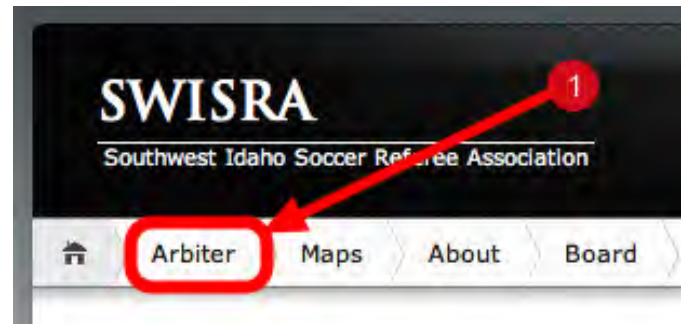 SWISRA
1
Southwest Idaho Soccer Referee Association
Arbiter Maps About Board